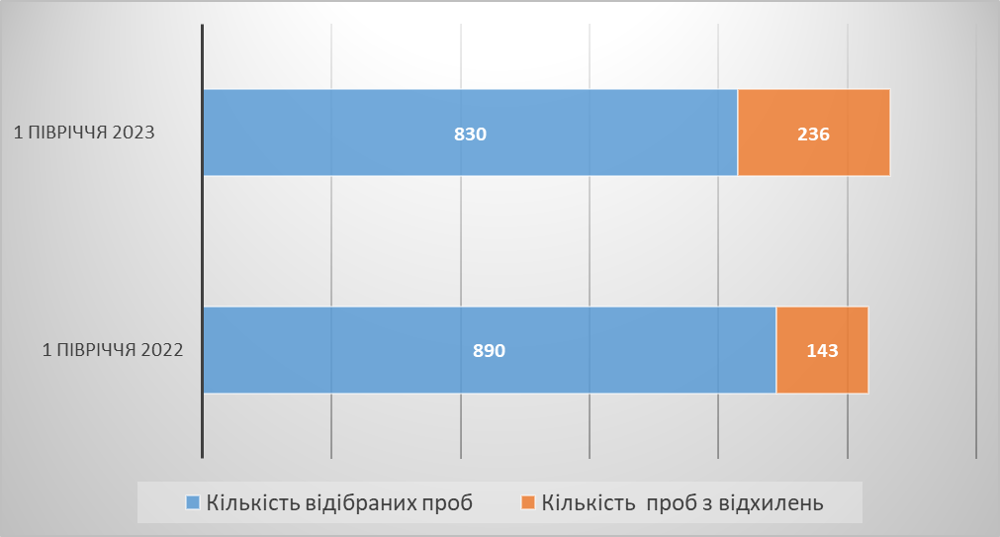 1 ПІВРІЧЧЯ 2023
830
236
1 ПІВРІЧЧЯ 2022
890
143
Кількість відібраних проб
Кількість проб з відхилень